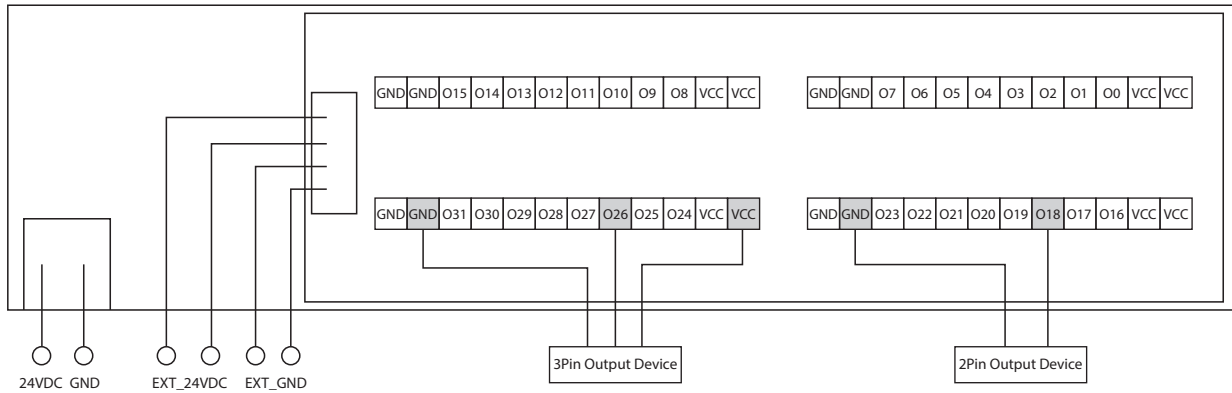 GND GND O15 O14 O13 O12 O11 O10 O9 O8 VCC VCC
GND GND O7 O6 O5 O4 O3 O2 O1 O0 VCC VCC
GND GND O31 O30 O29 O28 O27 O26 O25 O24 VCC VCC
GND GND O23 O22 O21 O20 O19 O18 O17 O16 VCC VCC
3Pin Output Device
2Pin Output Device
24VDC GND EXT_24VDC EXT_GND